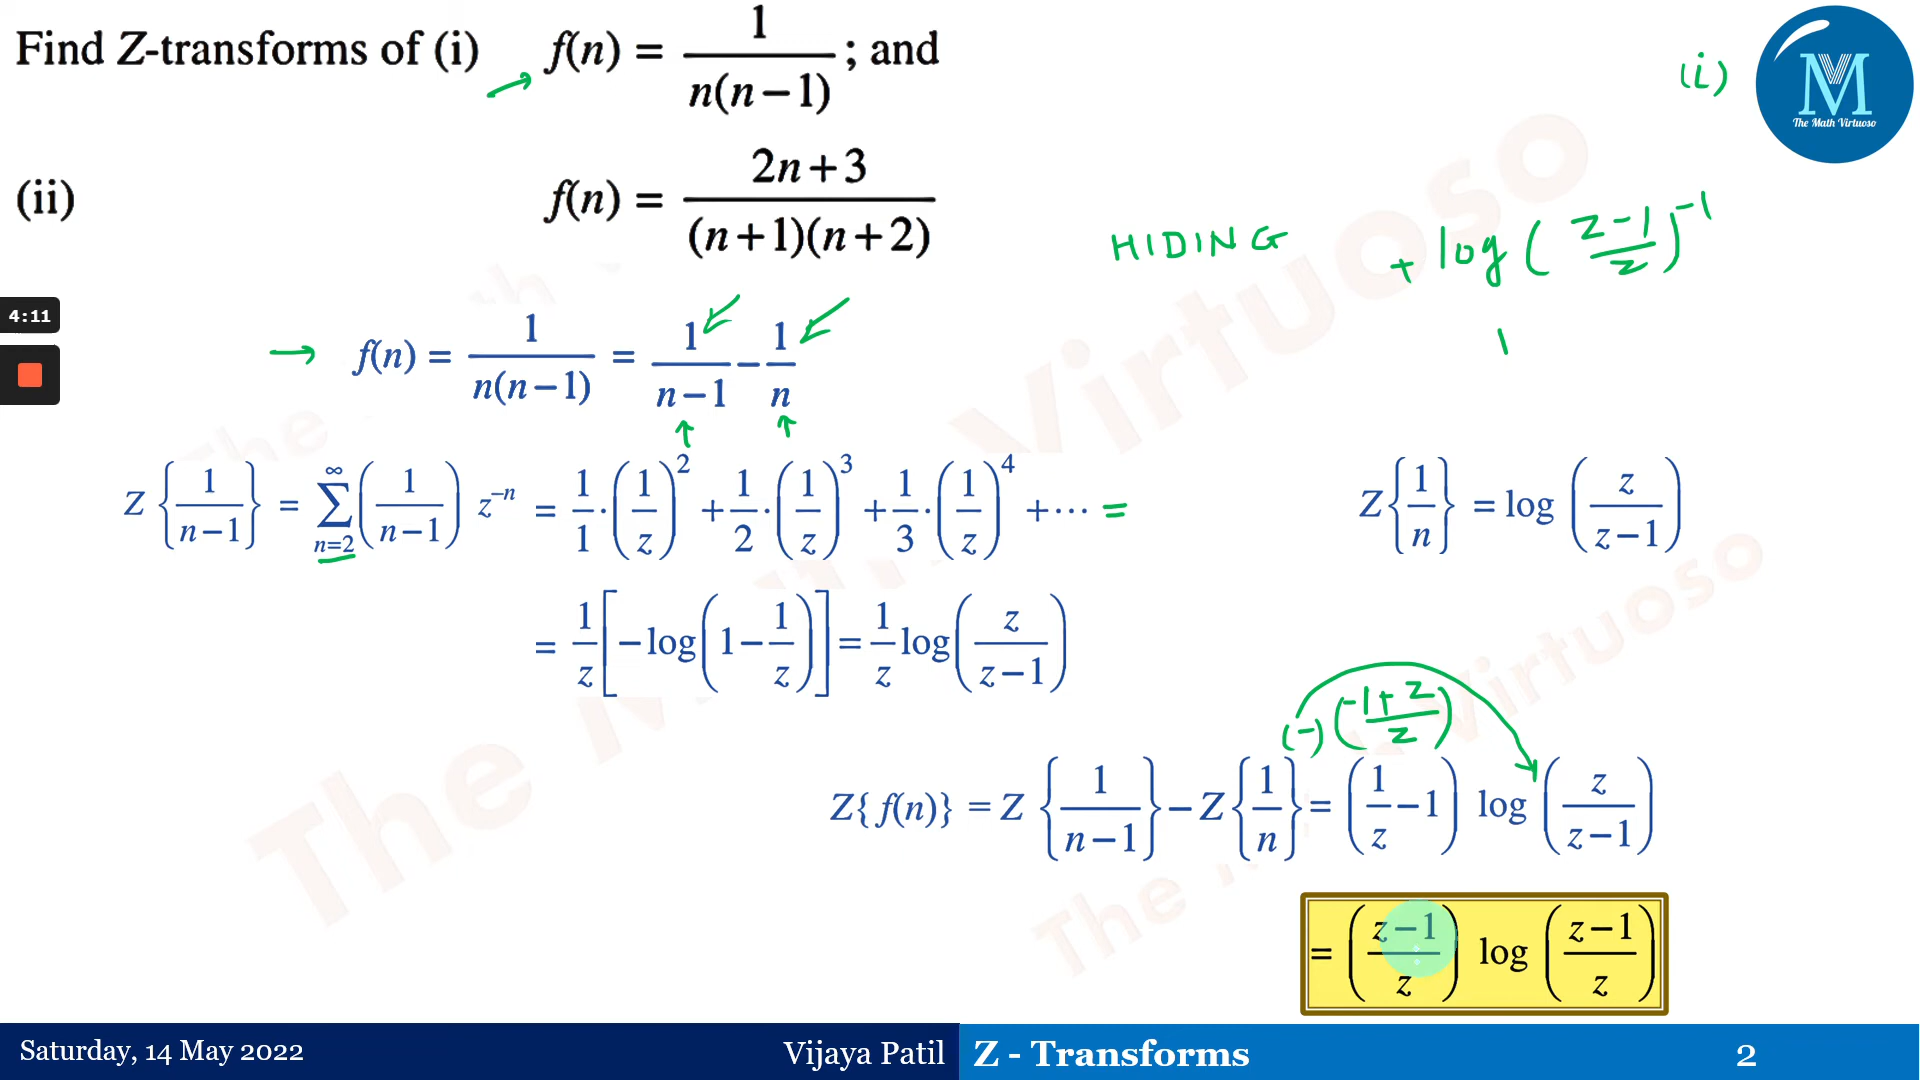 Find Z-transforms of (i) → f(n) = 1/(n(n−1)) ; and
(i)
M
The Math Virtuoso
(ii) f(n) = (2n+3)/((n+1)(n+2))
HIDING + log((z−1)/z)^−1
4:11
→ f(n) = 1/(n(n−1)) = 1/(n−1) − 1/n
Z{1/(n−1)} = ∑_{n=2}^{∞} (1/(n−1)) z^{−n} = 1/1·(1/z)^2 + 1/2·(1/z)^3 + 1/3·(1/z)^4 + ⋯ =
Z{1/n} = log(z/(z−1))
= 1/z[−log(1−1/z)] = 1/z log(z/(z−1))
(−)((−1+z)/z)
Z{f(n)} = Z{1/(n−1)} − Z{1/n} = (1/z−1) log(z/(z−1))
= ((z−1)/z) log((z−1)/z)
The Math Virtuoso
Saturday, 14 May 2022
Vijaya Patil
Z - Transforms
2